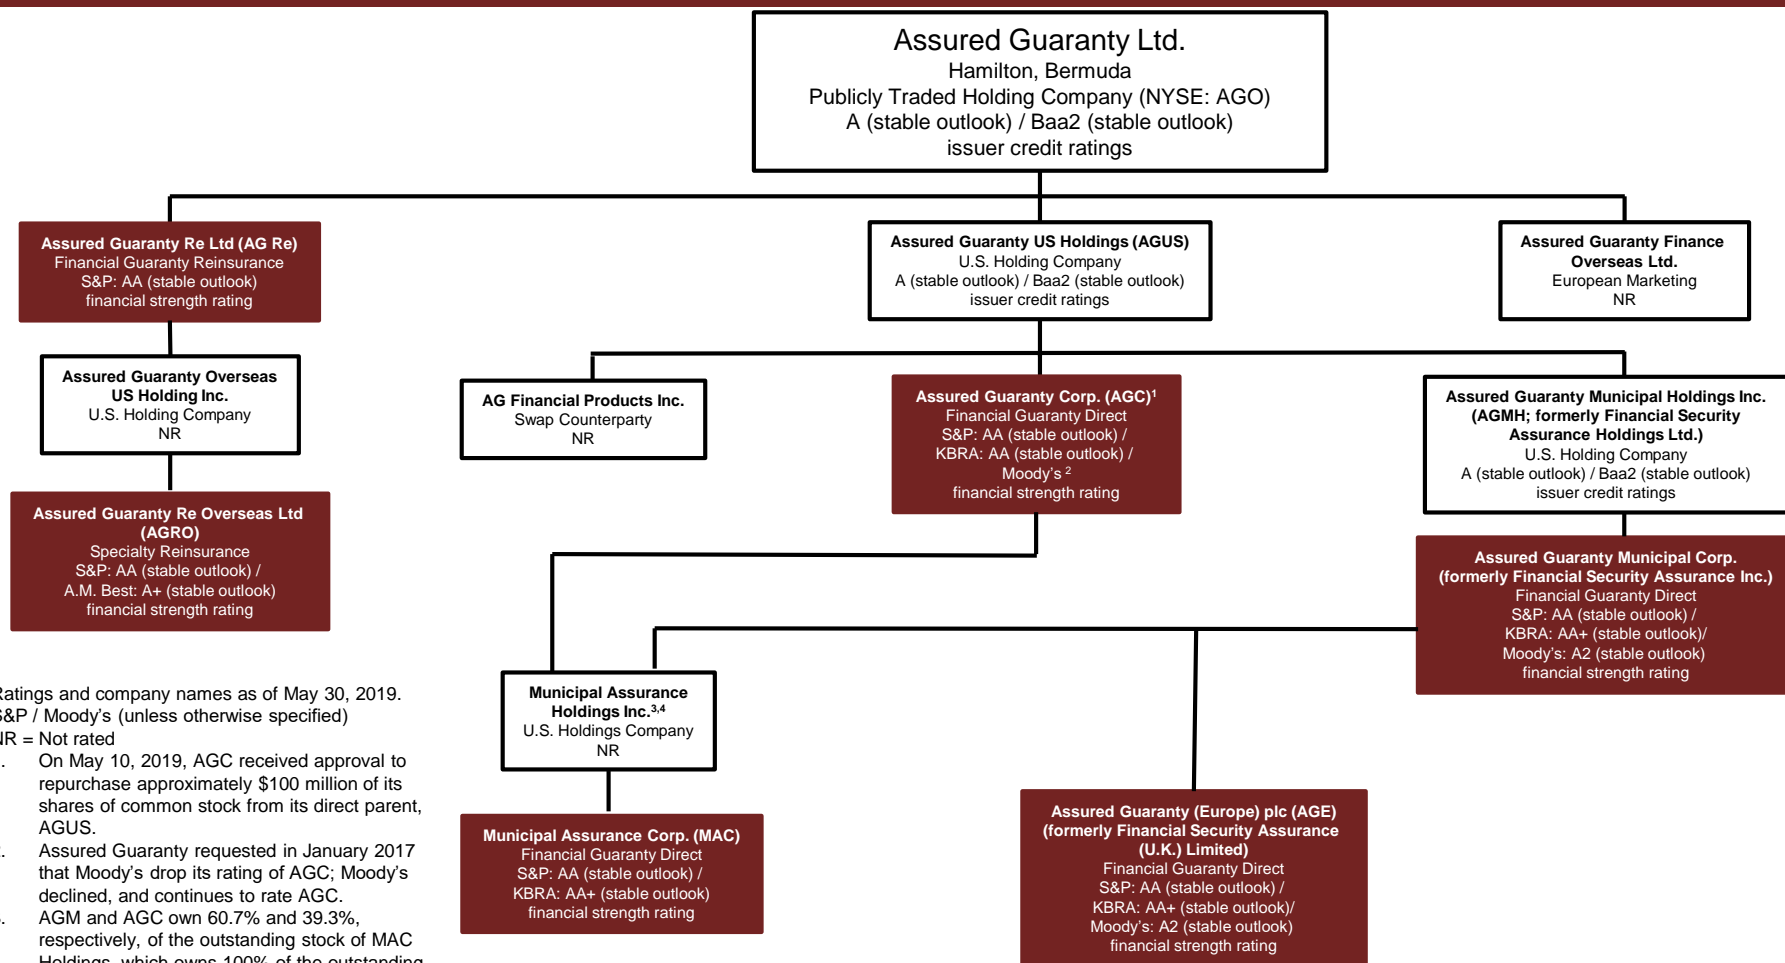 Assured Guaranty Ltd.
Hamilton, Bermuda
Publicly Traded Holding Company (NYSE: AGO)
A (stable outlook) / Baa2 (stable outlook)
issuer credit ratings
Assured Guaranty Re Ltd (AG Re)
Financial Guaranty Reinsurance
S&P: AA (stable outlook)
financial strength rating
Assured Guaranty US Holdings (AGUS)
U.S. Holding Company
A (stable outlook) / Baa2 (stable outlook)
issuer credit ratings
Assured Guaranty Finance
Overseas Ltd.
European Marketing
NR
Assured Guaranty Overseas
US Holding Inc.
U.S. Holding Company
NR
AG Financial Products Inc.
Swap Counterparty
NR
Assured Guaranty Corp. (AGC)¹
Financial Guaranty Direct
S&P: AA (stable outlook) /
KBRA: AA (stable outlook) /
Moody's ²
financial strength rating
Assured Guaranty Municipal Holdings Inc.
(AGMH; formerly Financial Security
Assurance Holdings Ltd.)
U.S. Holding Company
A (stable outlook) / Baa2 (stable outlook)
issuer credit ratings
Assured Guaranty Re Overseas Ltd
(AGRO)
Specialty Reinsurance
S&P: AA (stable outlook) /
A.M. Best: A+ (stable outlook)
financial strength rating
Assured Guaranty Municipal Corp.
(formerly Financial Security Assurance Inc.)
Financial Guaranty Direct
S&P: AA (stable outlook) /
KBRA: AA+ (stable outlook)/
Moody's: A2 (stable outlook)
financial strength rating
Municipal Assurance
Holdings Inc.³,⁴
U.S. Holdings Company
NR
Municipal Assurance Corp. (MAC)
Financial Guaranty Direct
S&P: AA (stable outlook) /
KBRA: AA+ (stable outlook)
financial strength rating
Assured Guaranty (Europe) plc (AGE)
(formerly Financial Security Assurance
(U.K.) Limited)
Financial Guaranty Direct
S&P: AA (stable outlook) /
KBRA: AA+ (stable outlook)/
Moody's: A2 (stable outlook)
financial strength rating
Ratings and company names as of May 30, 2019.
S&P / Moody's (unless otherwise specified)
NR = Not rated
On May 10, 2019, AGC received approval to
repurchase approximately $100 million of its
shares of common stock from its direct parent,
AGUS.
Assured Guaranty requested in January 2017
that Moody's drop its rating of AGC; Moody's
declined, and continues to rate AGC.
AGM and AGC own 60.7% and 39.3%,
respectively, of the outstanding stock of MAC
Holdings, which owns 100% of the outstanding